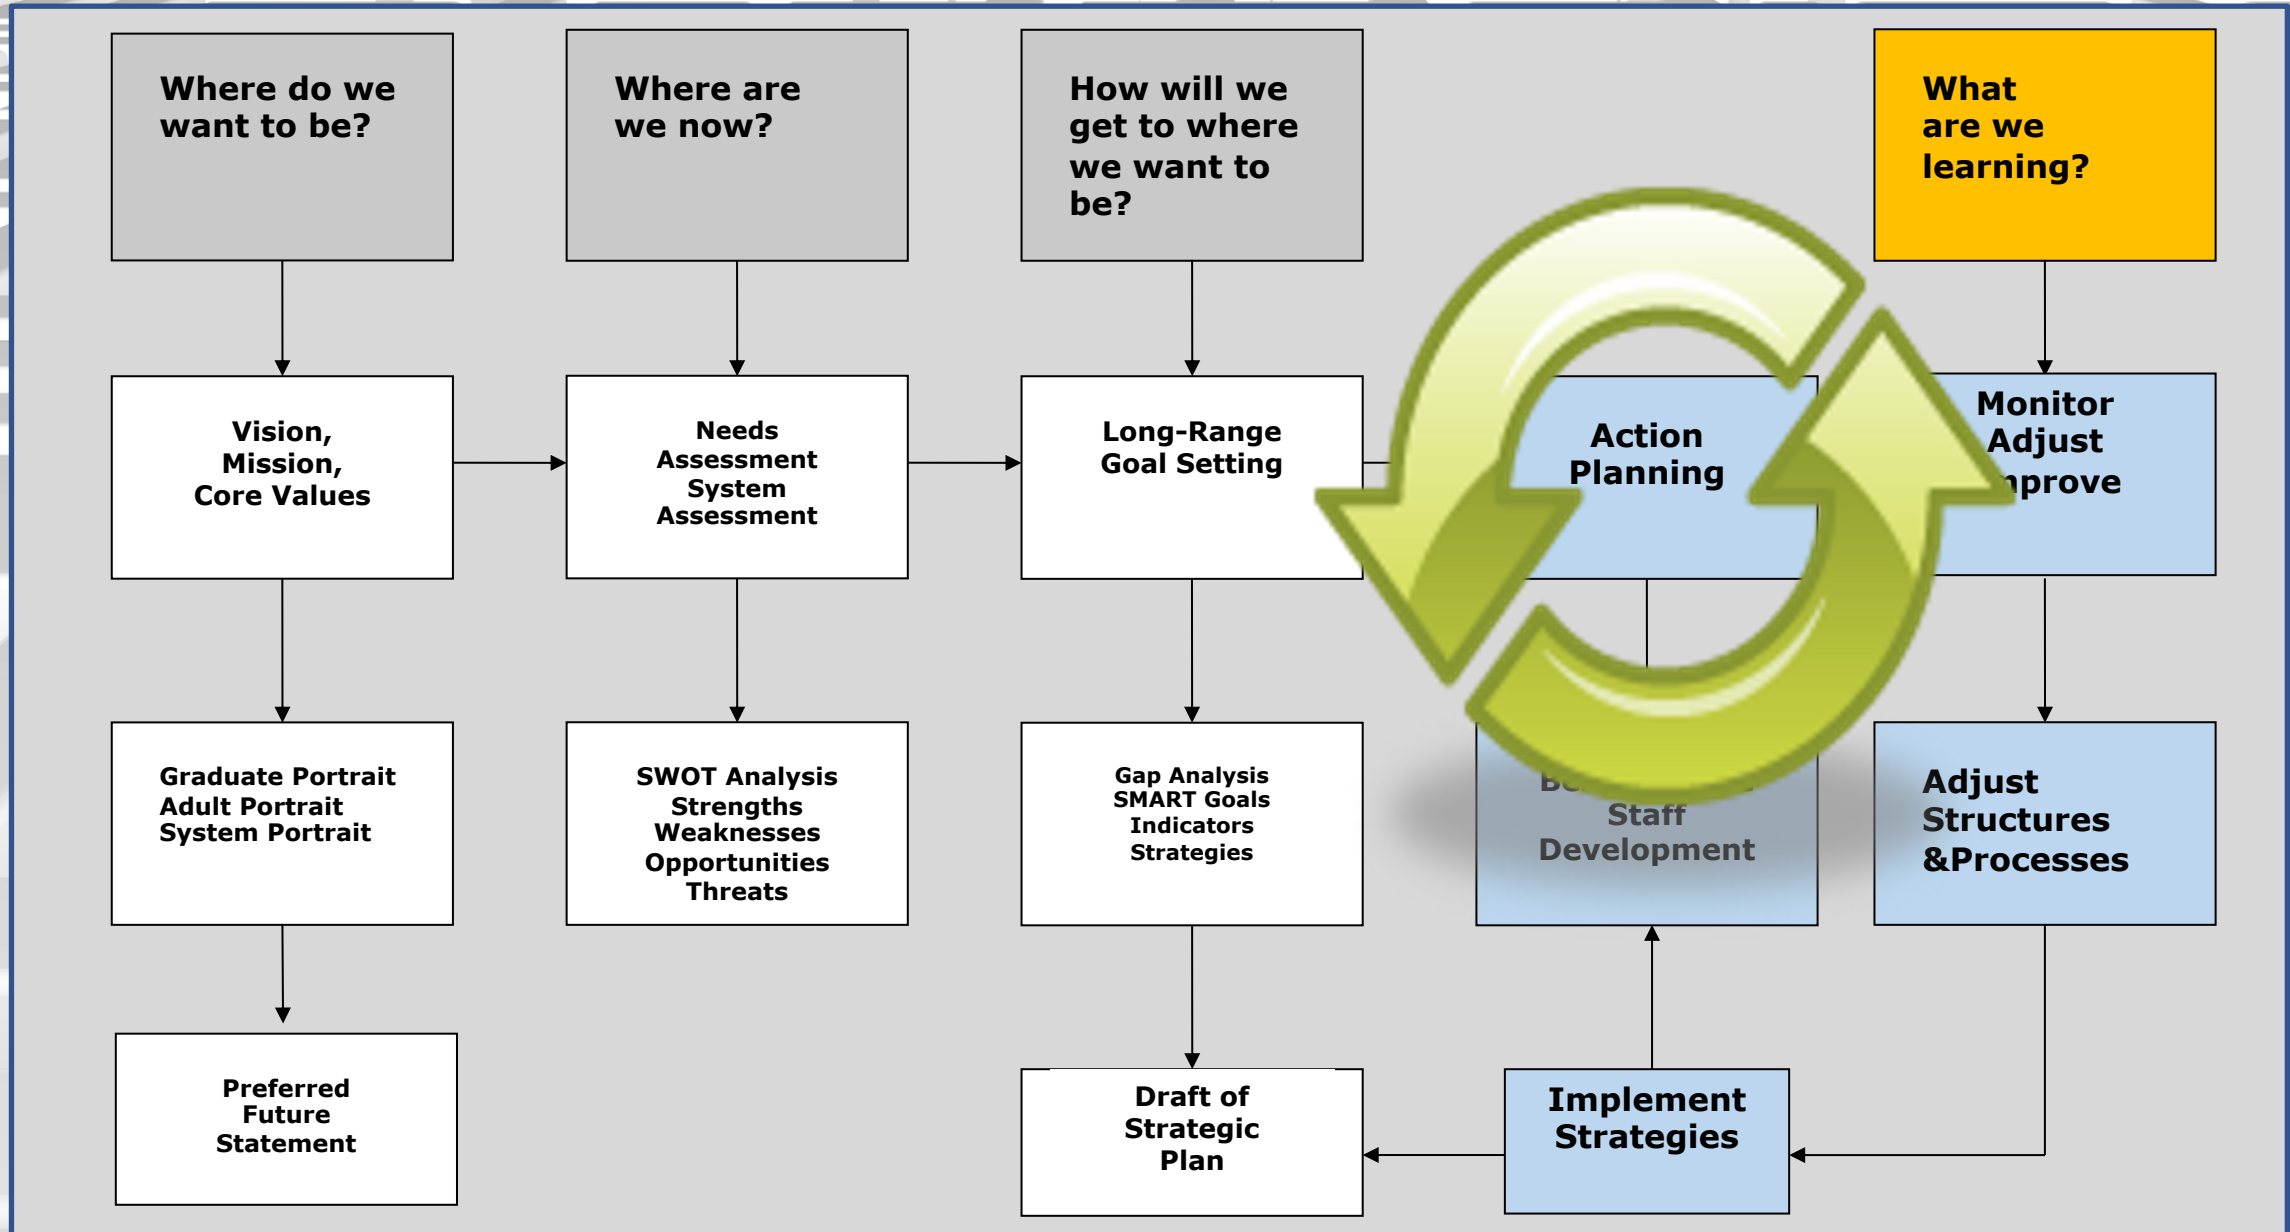 Where do we
want to be?
Where are
we now?
How will we
get to where
we want to
be?
What
are we
learning?
Vision,
Mission,
Core Values
Needs
Assessment
System
Assessment
Long-Range
Goal Setting
Action
Planning
Monitor
Adjust
Graduate Portrait
Adult Portrait
System Portrait
SWOT Analysis
Strengths
Weaknesses
Opportunities
Threats
Gap Analysis
SMART Goals
Indicators
Strategies
Staff
Development
Adjust
Structures
&Processes
Preferred
Future
Statement
Draft of
Strategic
Plan
Implement
Strategies